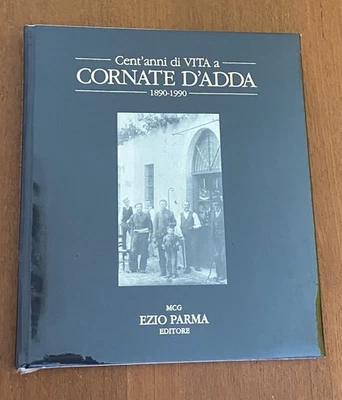 Cent'anni di VITA a
CORNATE D'ADDA
1890-1990
MCG
EZIO PARMA
EDITORE